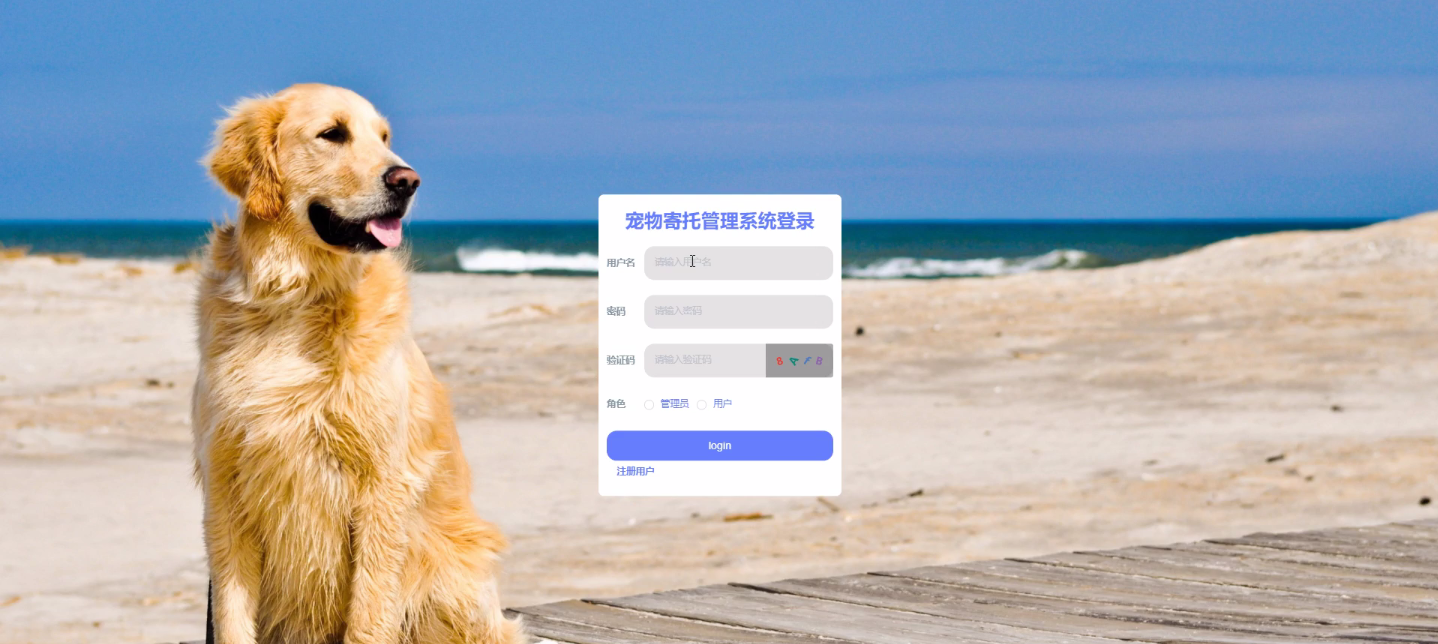 宠物寄托管理系统登录
用户名 请输入用户名
密码 请输入密码
验证码 请输入验证码 B A F B
角色 管理员 用户
login
注册用户